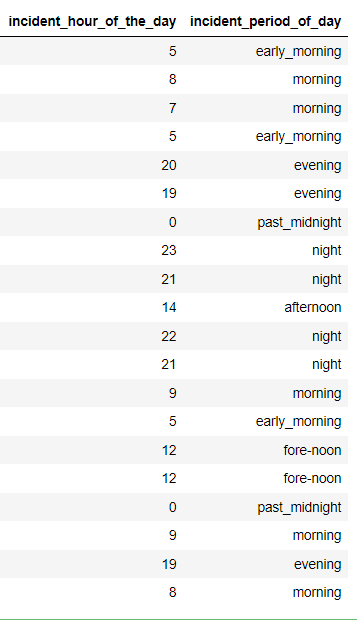 incident_hour_of_the_day incident_period_of_day
5 early_morning
8 morning
7 morning
5 early_morning
20 evening
19 evening
0 past_midnight
23 night
21 night
14 afternoon
22 night
21 night
9 morning
5 early_morning
12 fore-noon
12 fore-noon
0 past_midnight
9 morning
19 evening
8 morning